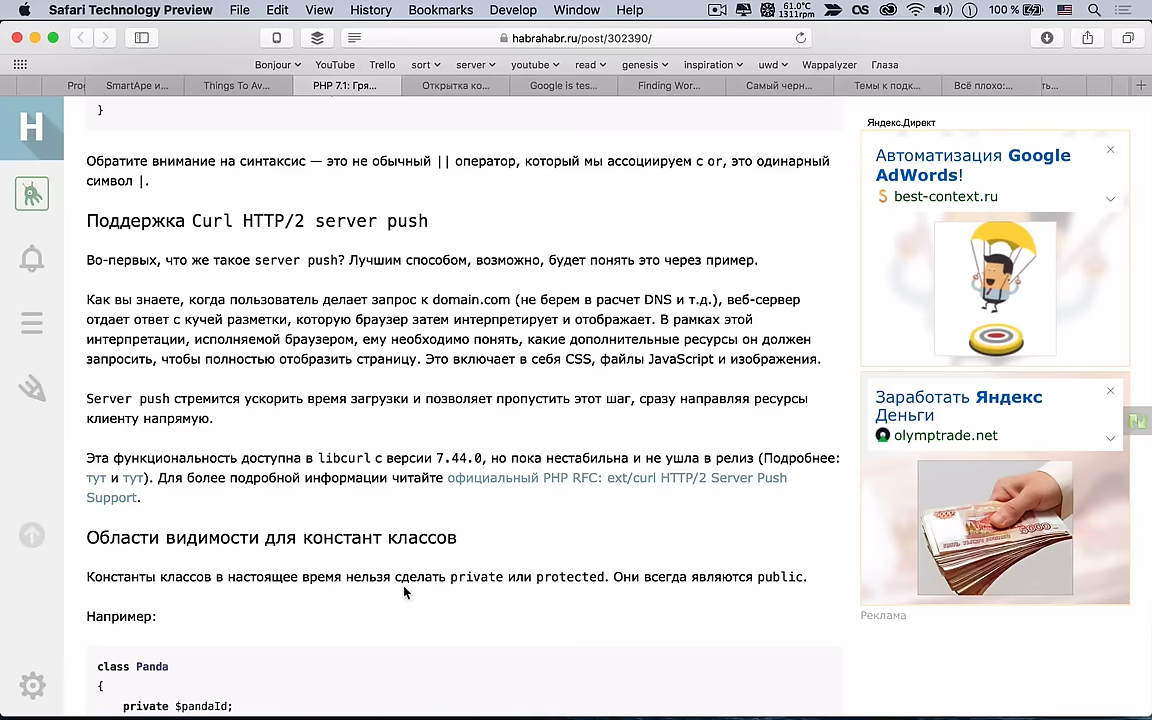 Safari Technology Preview File Edit View History Bookmarks Develop Window Help 61.0°C 1311rpm 100 %
habrahabr.ru/post/302390/
Bonjour YouTube Trello sort server youtube read genesis inspiration uwd Wappalyzer Глаза
Prog SmartApe и... Things To Av... PHP 7.1: Гря... Открытка ко... Google is tes... Finding Wor... Самый черн... Темы к подк... Всё плохо:... ть...
}
Обратите внимание на синтаксис — это не обычный || оператор, который мы ассоциируем с or, это одинарный
символ |.
Поддержка Curl HTTP/2 server push
Во-первых, что же такое server push? Лучшим способом, возможно, будет понять это через пример.
Как вы знаете, когда пользователь делает запрос к domain.com (не берем в расчет DNS и т.д.), веб-сервер
отдает ответ с кучей разметки, которую браузер затем интерпретирует и отображает. В рамках этой
интерпретации, исполняемой браузером, ему необходимо понять, какие дополнительные ресурсы он должен
запросить, чтобы полностью отобразить страницу. Это включает в себя CSS, файлы JavaScript и изображения.
Server push стремится ускорить время загрузки и позволяет пропустить этот шаг, сразу направляя ресурсы
клиенту напрямую.
Эта функциональность доступна в libcurl с версии 7.44.0, но пока нестабильна и не ушла в релиз (Подробнее:
тут и тут). Для более подробной информации читайте официальный PHP RFC: ext/curl HTTP/2 Server Push
Support.
Области видимости для констант классов
Константы классов в настоящее время нельзя сделать private или protected. Они всегда являются public.
Например:
class Panda
{
private $pandaId;
H
Яндекс.Директ
Автоматизация Google
AdWords!
best-context.ru
Заработать Яндекс
Деньги
olymptrade.net
5000
Реклама